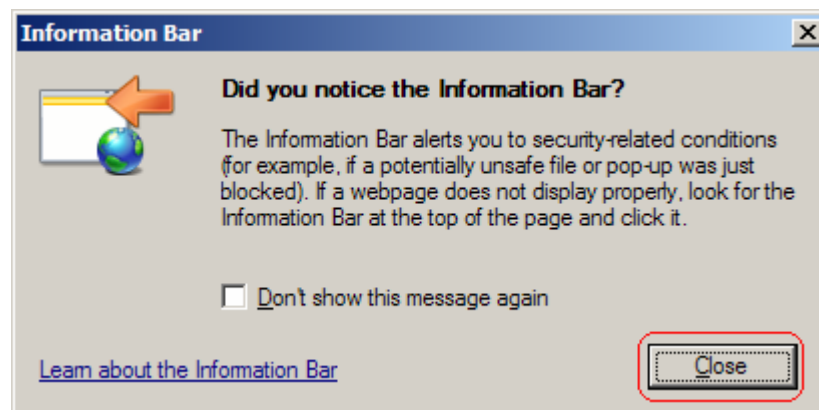 Information Bar
Did you notice the Information Bar?
The Information Bar alerts you to security-related conditions
(for example, if a potentially unsafe file or pop-up was just
blocked). If a webpage does not display properly, look for the
Information Bar at the top of the page and click it.
Don't show this message again
Learn about the Information Bar
Close